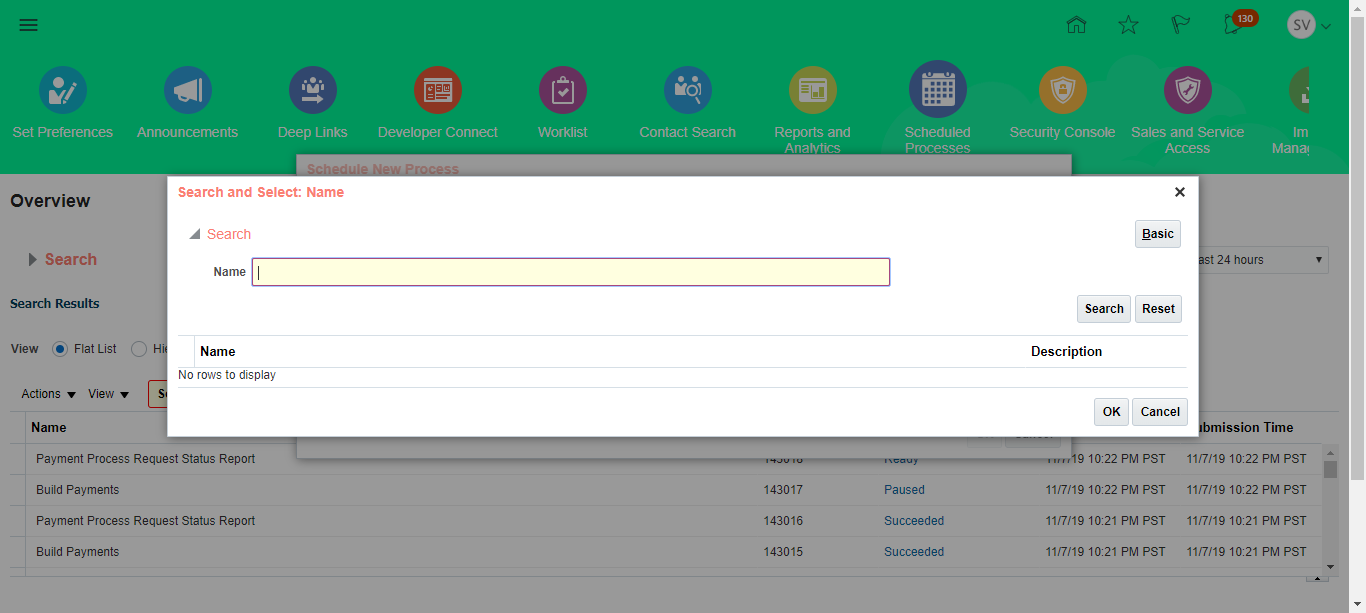 130
SV
Set Preferences
Announcements
Deep Links
Developer Connect
Worklist
Contact Search
Reports and Analytics
Scheduled Processes
Security Console
Sales and Service Access
Im
Manag
Schedule New Process
Overview
Search and Select: Name
Search
Basic
Search
Name
ast 24 hours
Search Results
Search Reset
View Flat List Hie
Name Description
No rows to display
Actions View
OK Cancel
Name
ubmission Time
Payment Process Request Status Report 143018 Ready 11/7/19 10:22 PM PST 11/7/19 10:22 PM PST
Build Payments 143017 Paused 11/7/19 10:22 PM PST 11/7/19 10:22 PM PST
Payment Process Request Status Report 143016 Succeeded 11/7/19 10:21 PM PST 11/7/19 10:21 PM PST
Build Payments 143015 Succeeded 11/7/19 10:21 PM PST 11/7/19 10:21 PM PST